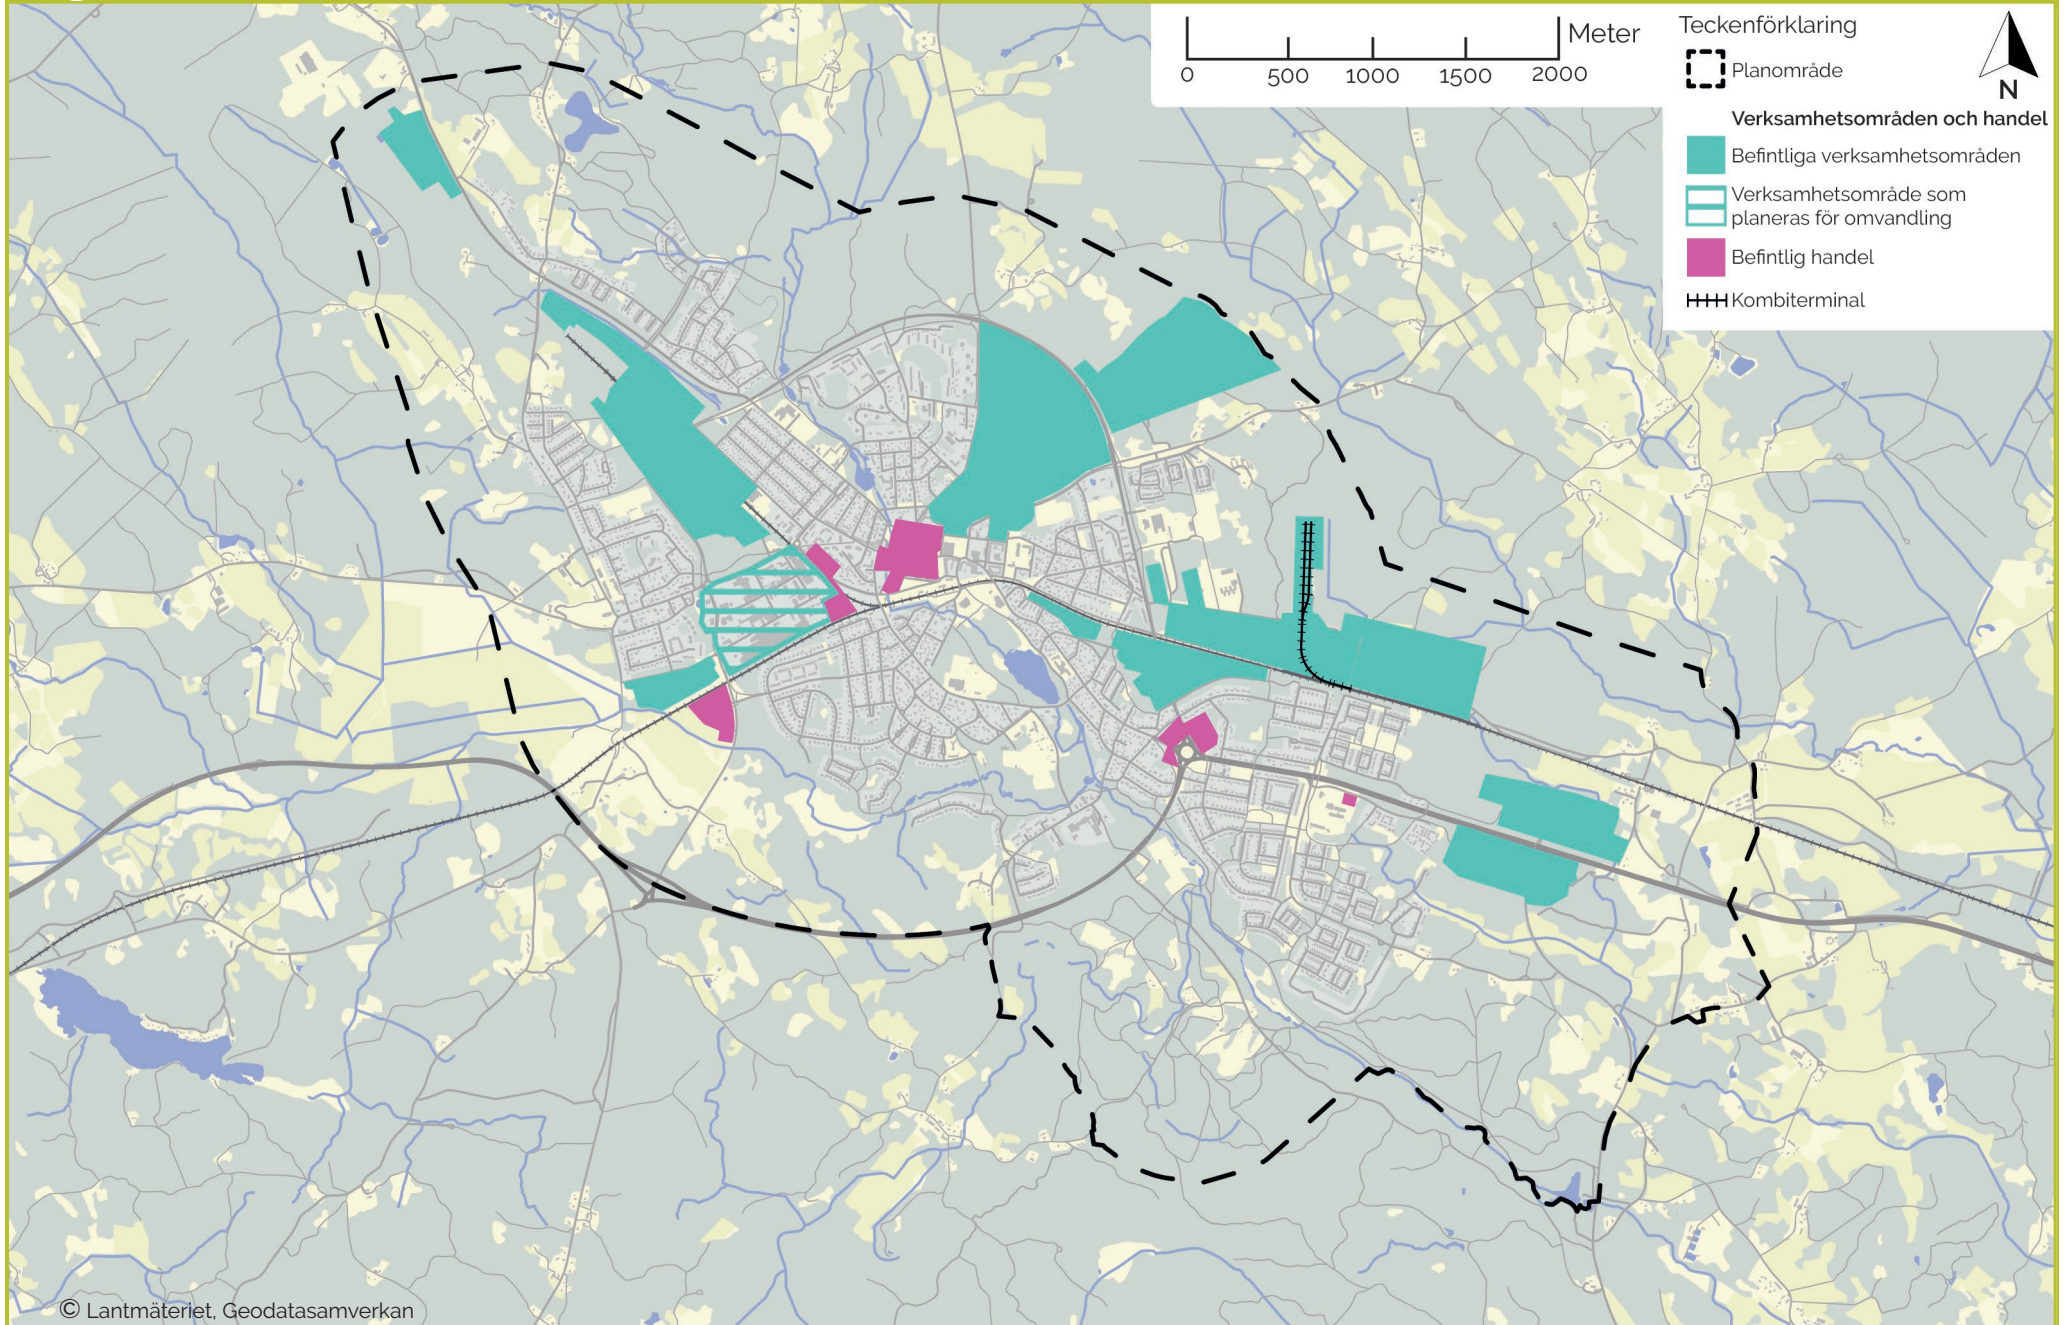 Meter
0 500 1000 1500 2000
Teckenförklaring
Planområde
N
Verksamhetsområden och handel
Befintliga verksamhetsområden
Verksamhetsområde som
planeras för omvandling
Befintlig handel
Kombiterminal
© Lantmäteriet, Geodatasamverkan